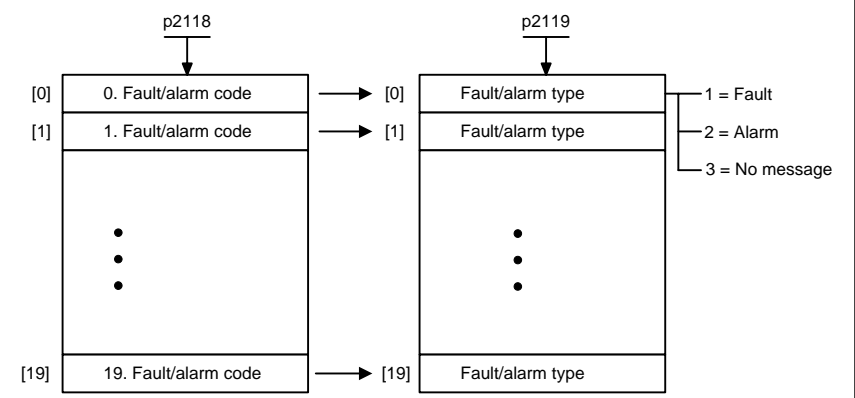 p2118 p2119
[0] 0. Fault/alarm code [0] Fault/alarm type 1 = Fault
[1] 1. Fault/alarm code [1] Fault/alarm type 2 = Alarm
3 = No message
[19] 19. Fault/alarm code [19] Fault/alarm type